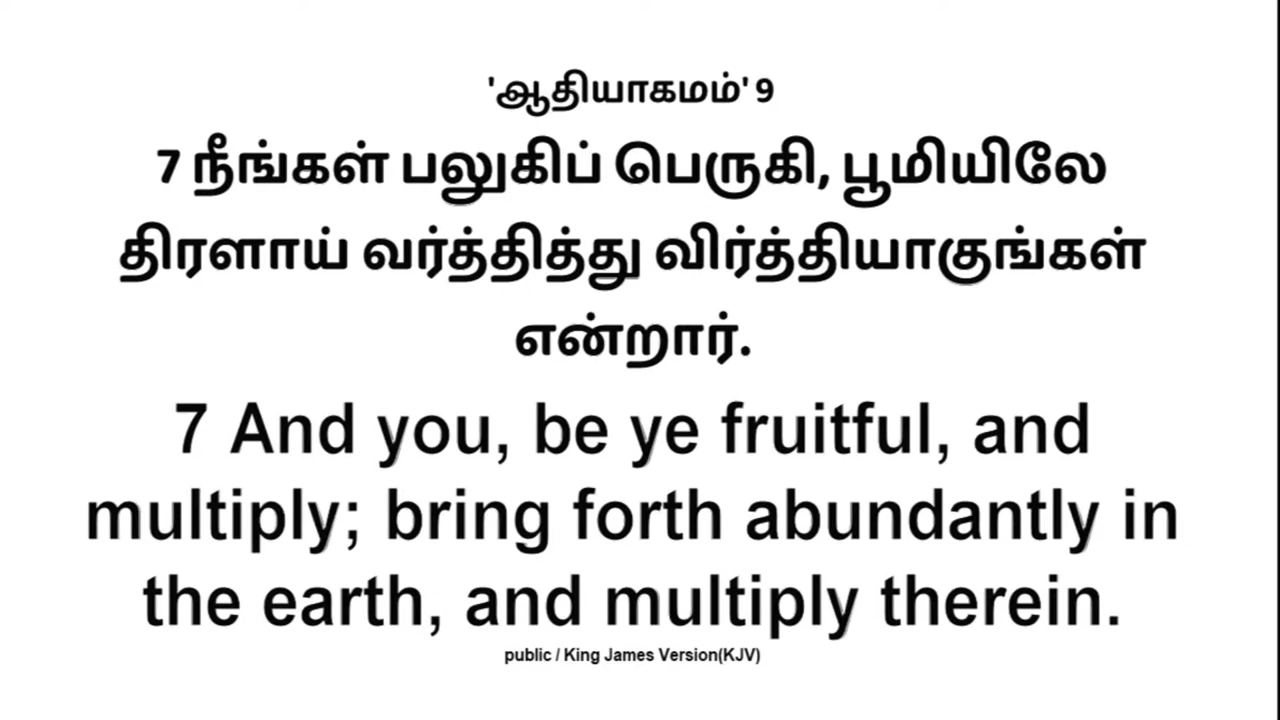 'ஆதியாகமம்' 9
7 நீங்கள் பலுகிப் பெருகி, பூமியிலே
திரளாய் வர்த்தித்து விர்த்தியாகுங்கள்
என்றார்.
7 And you, be ye fruitful, and
multiply; bring forth abundantly in
the earth, and multiply therein.
public / King James Version(KJV)